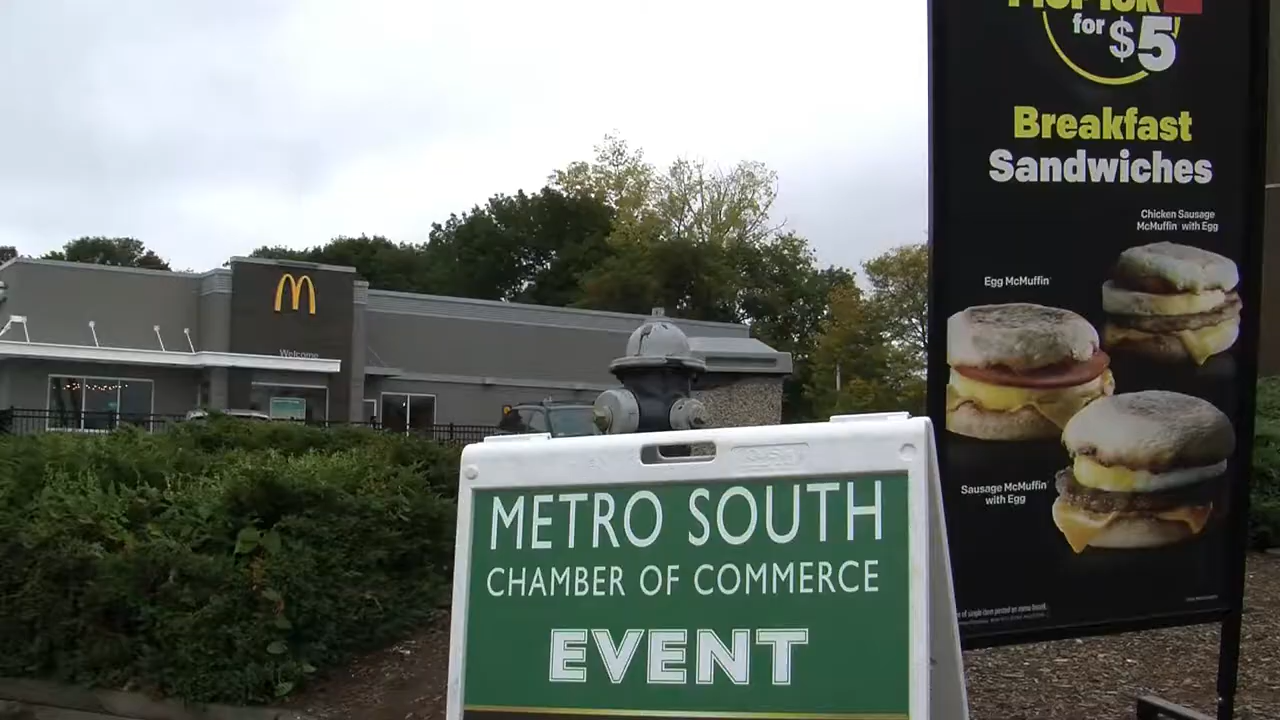 for $5
Breakfast
Sandwiches
Chicken Sausage
McMuffin® with Egg
Egg McMuffin®
Sausage McMuffin®
with Egg
Welcome
METRO SOUTH
CHAMBER OF COMMERCE
EVENT